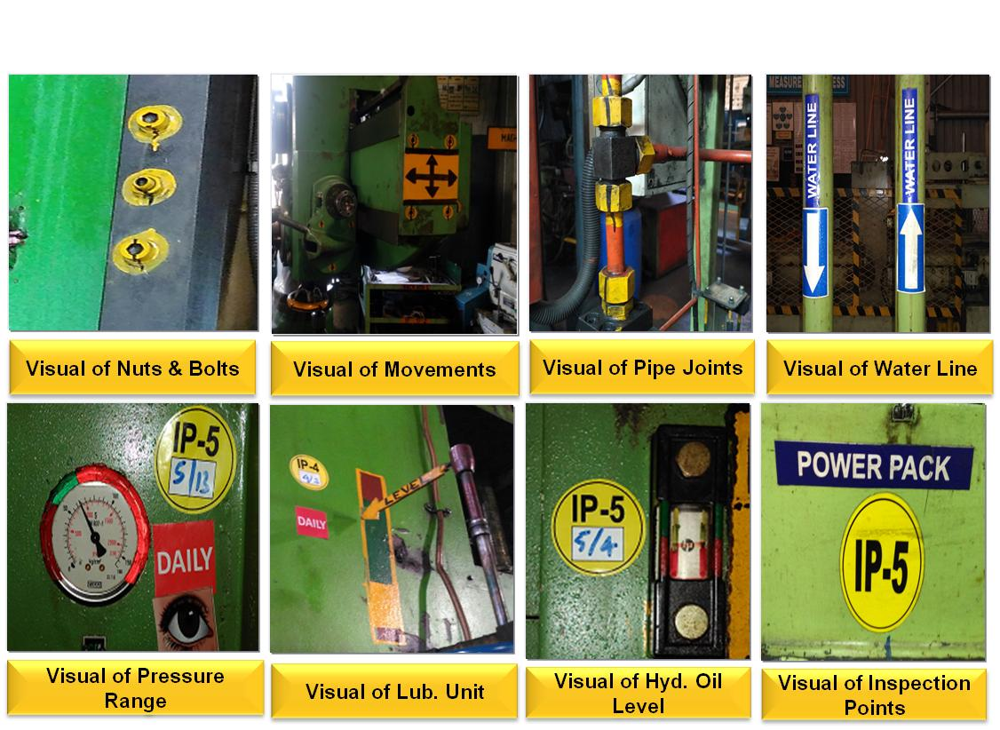 MEASURE
ESS
WATER LINE
WATER LINE
Visual of Nuts & Bolts
Visual of Movements
Visual of Pipe Joints
Visual of Water Line
IP-5
5/13
DAILY
IP-4
4/3
DAILY
LEVEL
IP-5
5/4
POWER PACK
IP-5
Visual of Pressure
Range
Visual of Lub. Unit
Visual of Hyd. Oil
Level
Visual of Inspection
Points